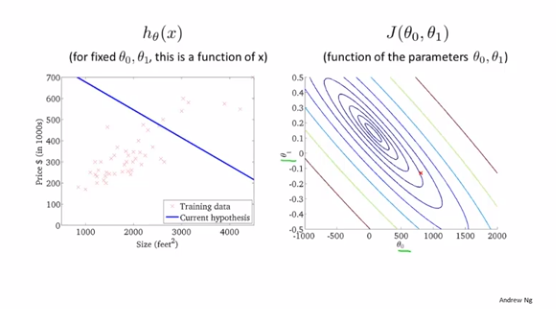 hθ(x)
(for fixed θ0, θ1, this is a function of x)
700
600
500
400
300
200
100
0
Price $ (in 1000s)
1000
2000
3000
4000
Size (feet²)
Training data
Current hypothesis
J(θ0, θ1)
(function of the parameters θ0, θ1)
0.5
0.4
0.3
0.2
0.1
0
-0.1
-0.2
-0.3
-0.4
-0.5
θ1
-1000
-500
0
500
1000
1500
2000
θ0
Andrew Ng